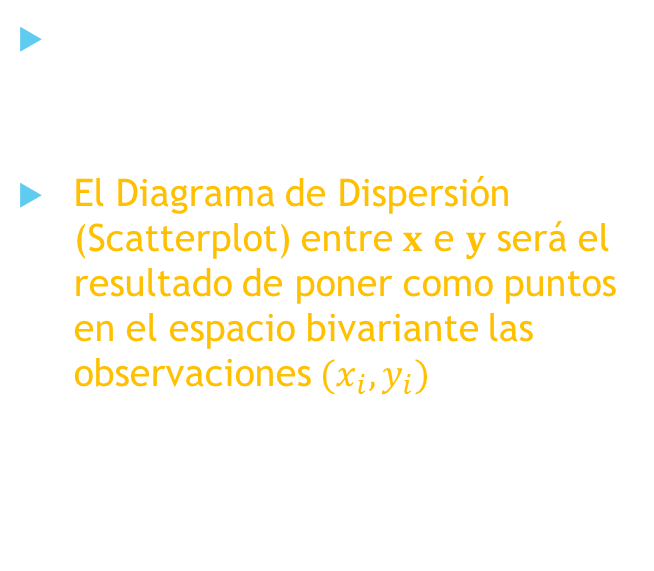 El Diagrama de Dispersión
(Scatterplot) entre x e y será el
resultado de poner como puntos
en el espacio bivariante las
observaciones (xᵢ, yᵢ)